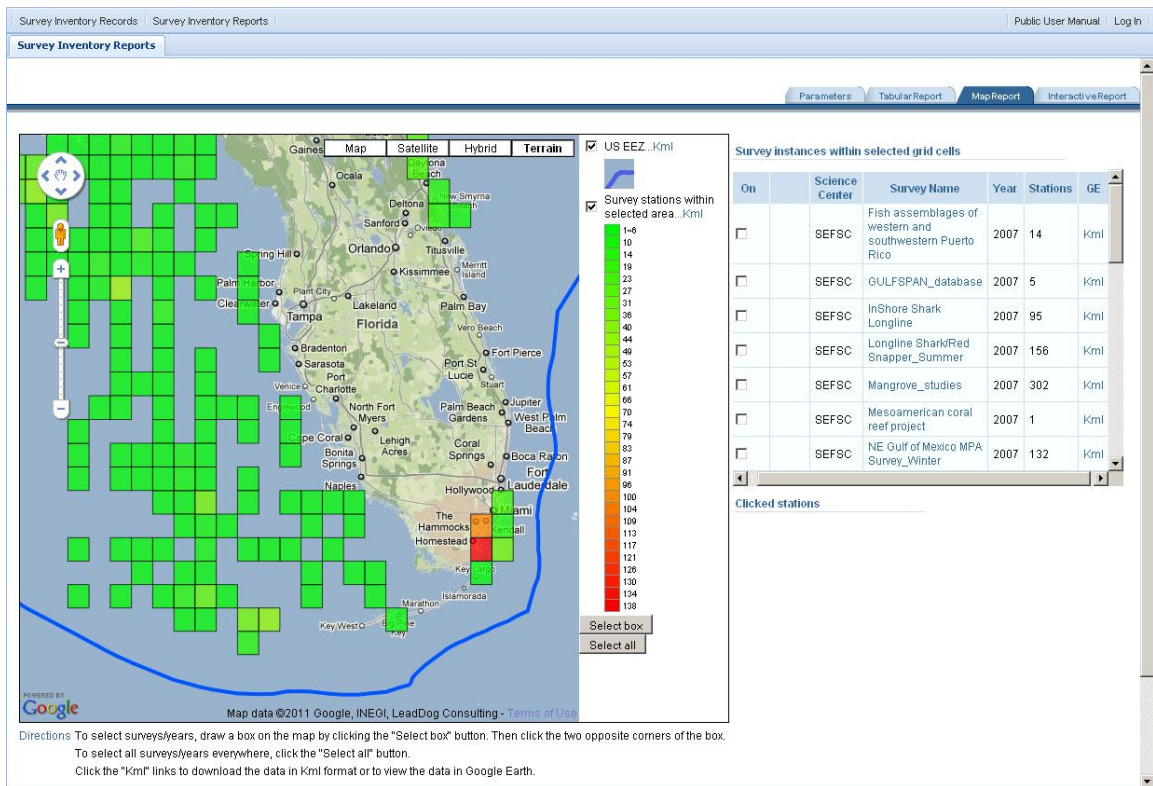 Survey Inventory Records Survey Inventory Reports Public User Manual Log In
Survey Inventory Reports
Parameters TabularReport MapReport InteractiveReport
Map Satellite Hybrid Terrain
Gaines
Ocala
Daytona
Beach
New Smyrna
Beach
Deltona
Sanford
Oviedo
Orlando
Titusville
Spring Hill
Kissimmee
Merritt
Island
Palm Harbor
Clearwater
Plant City
Tampa
Lakeland
Palm Bay
Florida
Vero Beach
Bradenton
Sarasota
Fort Pierce
Port St
Lucie
Stuart
Venice
Port
Charlotte
Englewood
North Fort
Myers
Jupiter
Palm Beach
Gardens
West Palm
Beach
Cape Coral
Lehigh
Acres
Bonita
Springs
Coral
Springs
Boca Raton
Fort
Lauderdale
Naples
Hollywood
Miami
The
Hammocks
Kendall
Homestead
Key Largo
Islamorada
Marathon
Key West
Big Pine
Key
POWERED BY
Google
Map data ©2011 Google, INEGI, LeadDog Consulting - Terms of Use
US EEZ...Kml
Survey stations within
selected area...Kml
1-6
10
14
19
23
27
31
36
40
44
49
53
57
61
66
70
74
79
83
87
91
96
100
104
109
113
117
121
126
130
134
138
Select box
Select all
Survey instances within selected grid cells
On Science Center Survey Name Year Stations GE
SEFSC Fish assemblages of western and southwestern Puerto Rico 2007 14 Kml
SEFSC GULFSPAN_database 2007 5 Kml
SEFSC InShore Shark Longline 2007 95 Kml
SEFSC Longline Shark/Red Snapper_Summer 2007 156 Kml
SEFSC Mangrove_studies 2007 302 Kml
SEFSC Mesoamerican coral reef project 2007 1 Kml
SEFSC NE Gulf of Mexico MPA Survey_Winter 2007 132 Kml
Clicked stations
Directions To select surveys/years, draw a box on the map by clicking the "Select box" button. Then click the two opposite corners of the box.
To select all surveys/years everywhere, click the "Select all" button.
Click the "Kml" links to download the data in Kml format or to view the data in Google Earth.